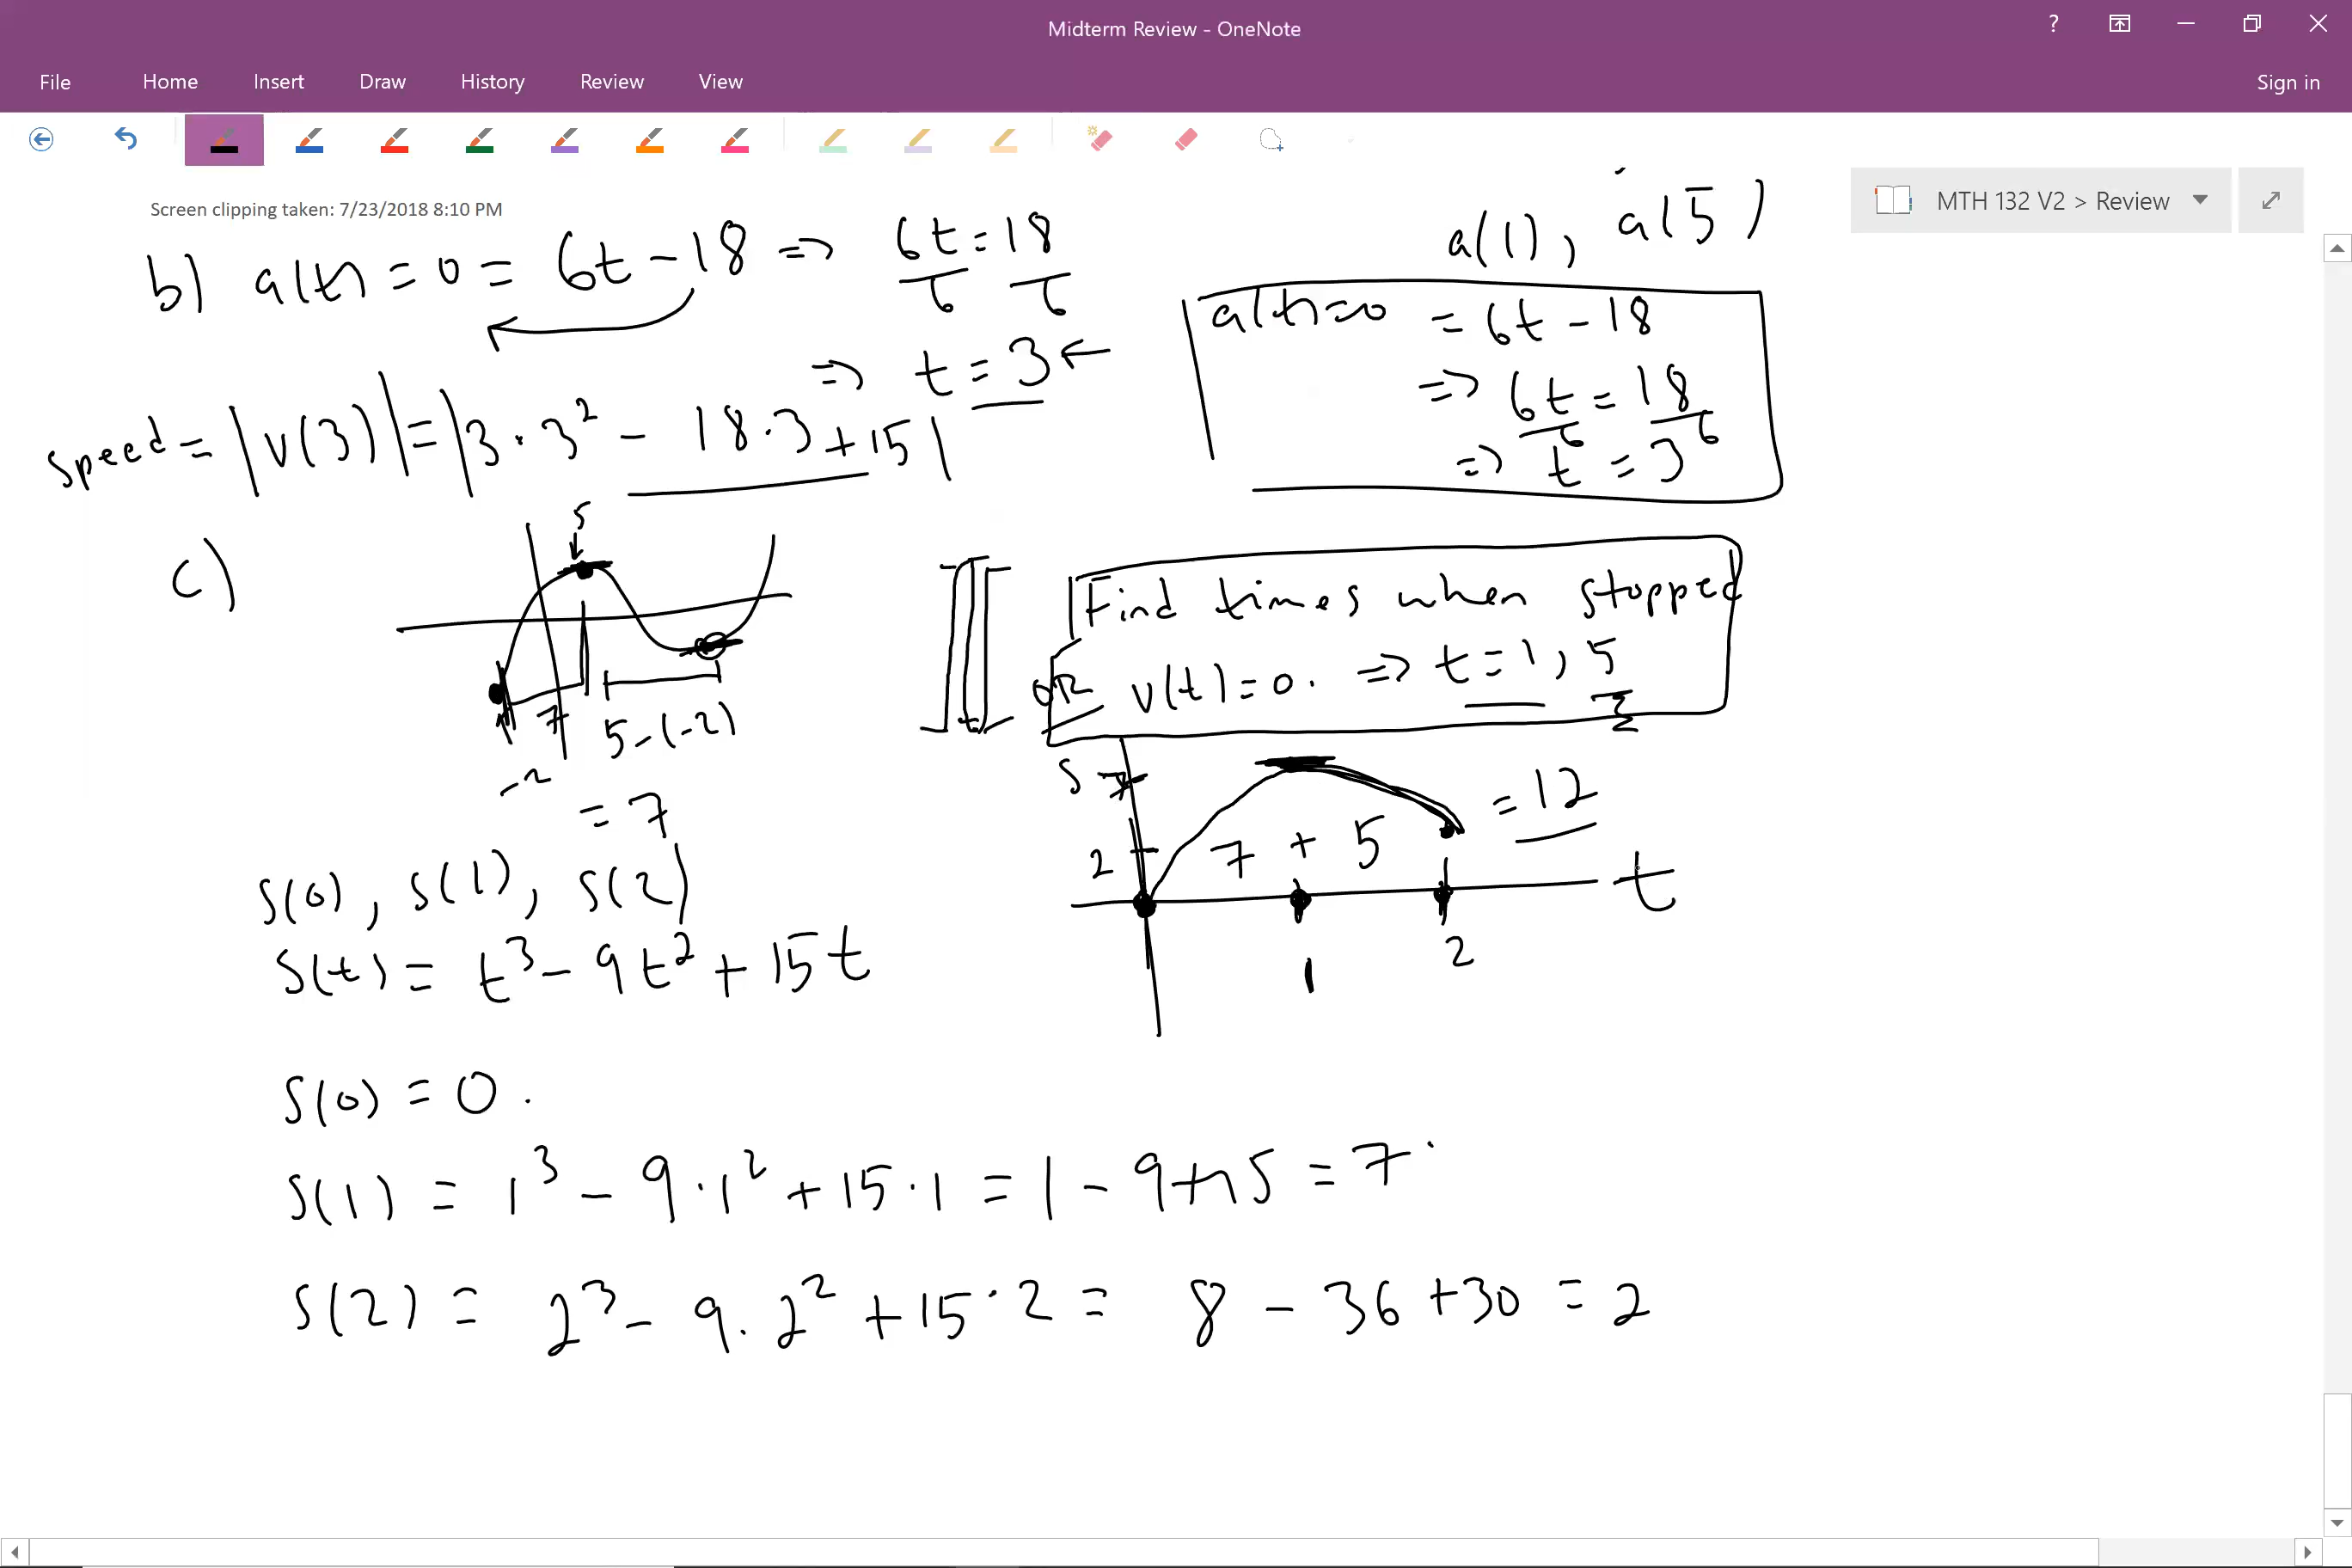 Midterm Review - OneNote
?
File Home Insert Draw History Review View
Sign in
MTH 132 V2 > Review
Screen clipping taken: 7/23/2018 8:10 PM
a(1), a(5)
b) a(t) = 0 = 6t - 18 => 6t/6 = 18/6
=> t = 3 ←
a(t)=0 = 6t - 18
=> 6t/6 = 18/6
=> t = 3
speed = |v(3)| = |3·3² - 18·3 + 15|
c)
5
7
5-(-2)
-2
= 7
Find times when stopped
or v(t)=0. => t=1, 5
S 7
2
7 + 5 = 12
t
1
2
s(0), s(1), s(2)
s(t) = t³ - 9t² + 15t
s(0) = 0.
s(1) = 1³ - 9·1² + 15·1 = 1 - 9 + 15 = 7.
s(2) = 2³ - 9·2² + 15·2 = 8 - 36 + 30 = 2